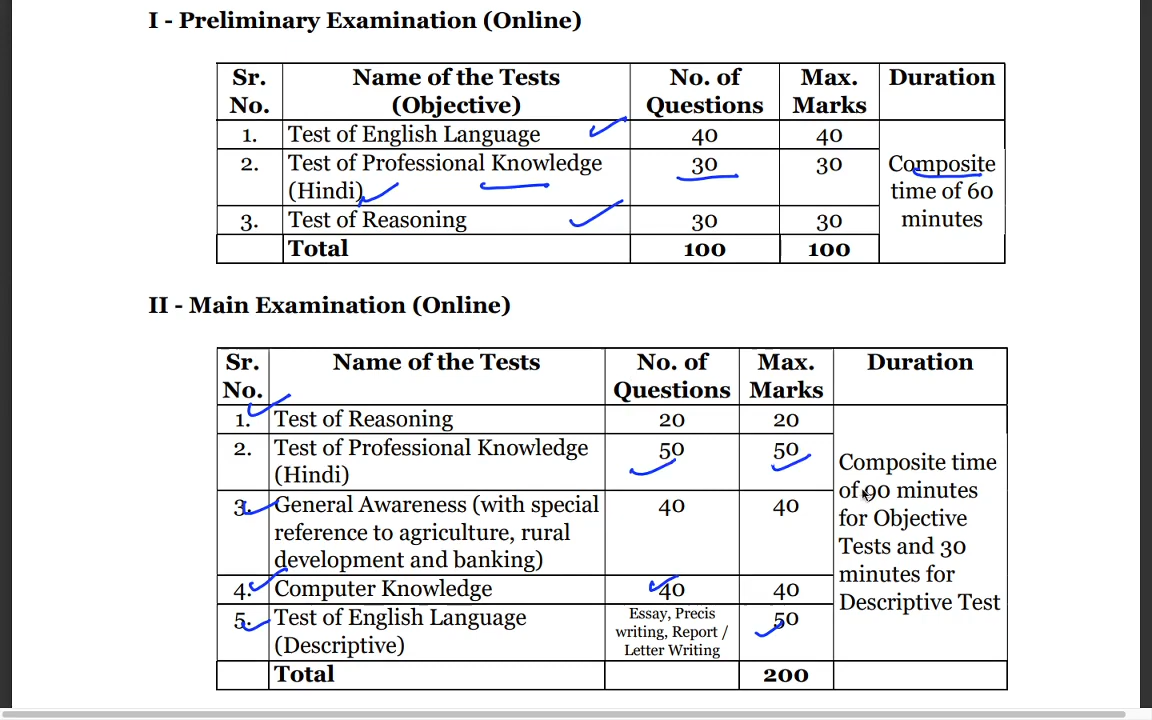 I - Preliminary Examination (Online)
Sr. No. Name of the Tests (Objective) No. of Questions Max. Marks Duration
1. Test of English Language 40 40
2. Test of Professional Knowledge (Hindi) 30 30 Composite time of 60 minutes
3. Test of Reasoning 30 30
Total 100 100
II - Main Examination (Online)
Sr. No. Name of the Tests No. of Questions Max. Marks Duration
1. Test of Reasoning 20 20
2. Test of Professional Knowledge (Hindi) 50 50 Composite time of 90 minutes for Objective Tests and 30 minutes for Descriptive Test
3. General Awareness (with special reference to agriculture, rural development and banking) 40 40
4. Computer Knowledge 40 40
5. Test of English Language (Descriptive) Essay, Precis writing, Report / Letter Writing 50
Total 200